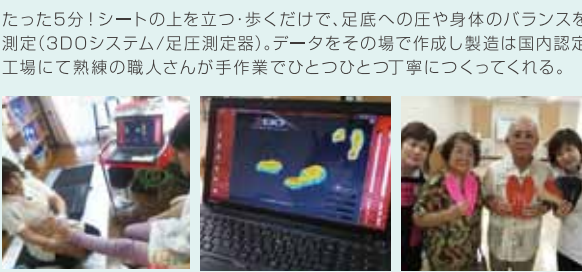 たった5分！シートの上を立つ・歩くだけで、足底への圧や身体のバランスを
測定(3DOシステム/足圧測定器)。データをその場で作成し製造は国内認定
工場にて熟練の職人さんが手作業でひとつひとつ丁寧につくってくれる。